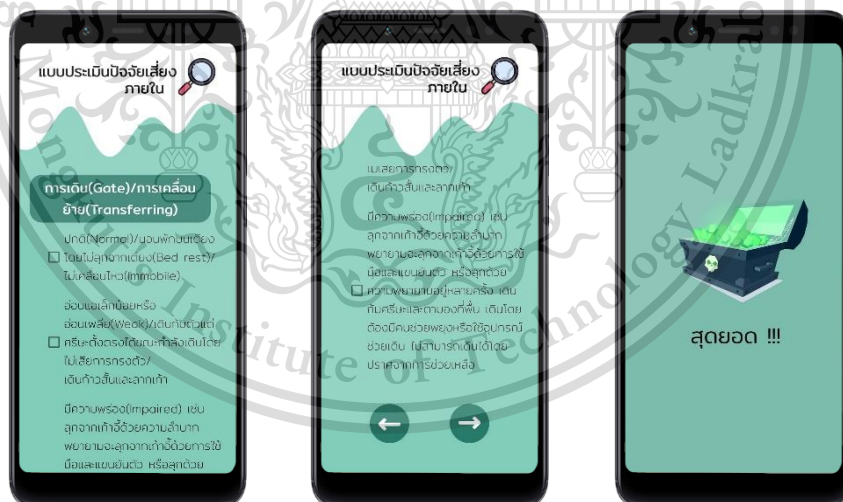 แบบประเมินปัจจัยเสี่ยง
ภายใน
การเดิน(Gate)/การเคลื่อน
ย้าย(Transferring)
ปกติ(Normal)/นอนพักบนเตียง
โดยไม่ลุกจากเตียง(Bed rest)/
ไม่เคลื่อนไหว(immobile)
อ่อนแอเล็กน้อยหรือ
อ่อนเพลีย(Weak)/เดินก้มตัวแต่
ศรีษะตั้งตรงได้ขณะกำลังเดินโดย
ไม่เสียการทรงตัว/
เดินก้าวสั้นและลากเท้า
มีความพร่อง(Impaired) เช่น
ลุกจากเก้าอี้ด้วยความลำบาก
พยายามจะลุกจากเก้าอี้ด้วยการใช้
มือและแขนยันตัว หรือลุกด้วย
แบบประเมินปัจจัยเสี่ยง
ภายใน
ไม่เสียการทรงตัว/
เดินก้าวสั้นและลากเท้า
มีความพร่อง(Impaired) เช่น
ลุกจากเก้าอี้ด้วยความลำบาก
พยายามจะลุกจากเก้าอี้ด้วยการใช้
มือและแขนยันตัว หรือลุกด้วย
ความพยายามอยู่หลายครั้ง เดิน
ก้มศรีษะและตามองที่พื้น เดินโดย
ต้องมีคนช่วยพยุงหรือใช้อุปกรณ์
ช่วยเดิน ไม่สามารถเดินได้โดย
ปราศจากการช่วยเหลือ
สุดยอด !!!
Institute of Technology Ladkrab